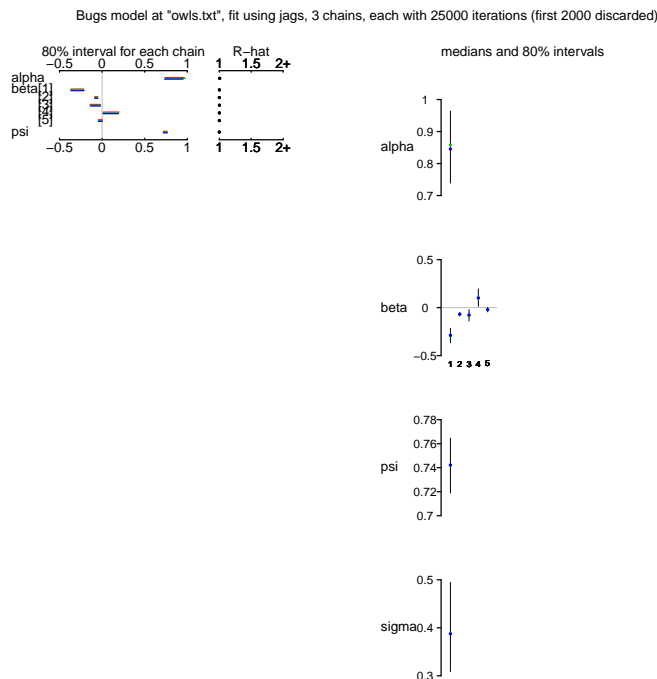 Bugs model at "owls.txt", fit using jags, 3 chains, each with 25000 iterations (first 2000 discarded)
80% interval for each chain
R-hat
−0.5 0 0.5 1
1 1.5 2+
alpha
beta[1]
[2]
[3]
[4]
[5]
psi
−0.5 0 0.5 1
1 1.5 2+
medians and 80% intervals
alpha
1
0.9
0.8
0.7
beta
0.5
0
−0.5
1 2 3 4 5
psi
0.78
0.76
0.74
0.72
0.7
sigma
0.5
0.4
0.3